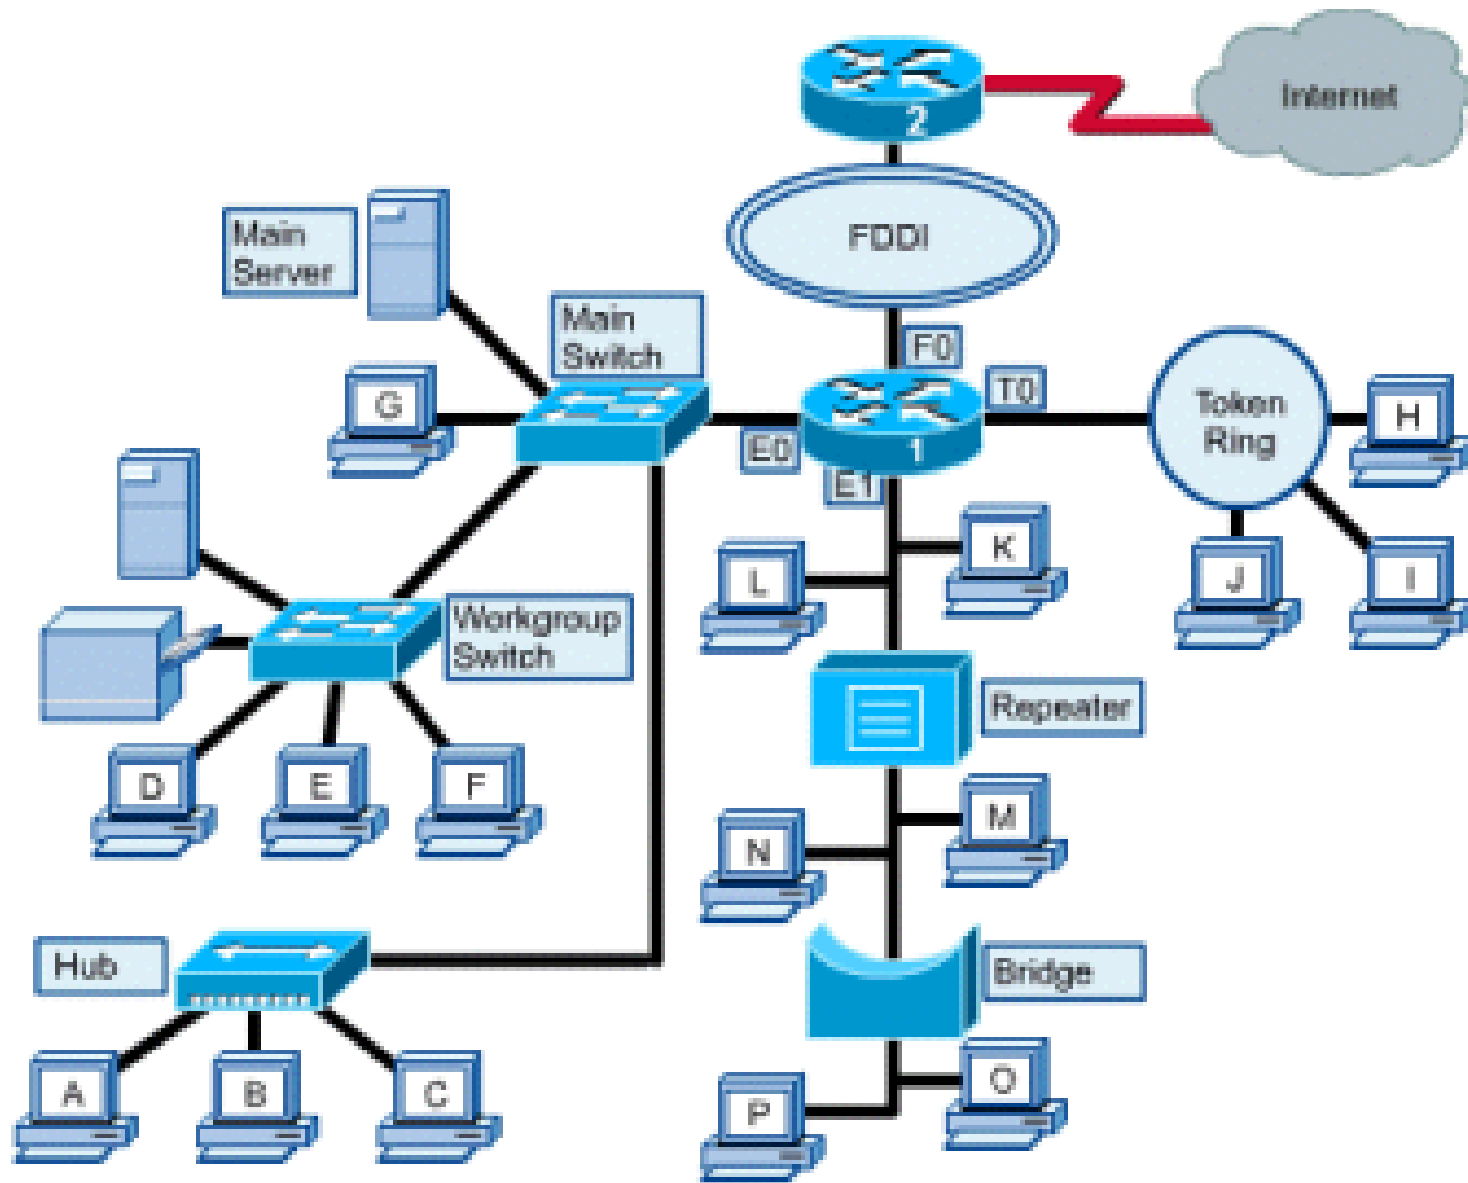 2
Internet
FDDI
Main
Server
Main
Switch
F0
T0
G
E0
1
E1
Token
Ring
H
L
K
J
I
Workgroup
Switch
Repeater
D
E
F
N
M
Hub
Bridge
A
B
C
P
O